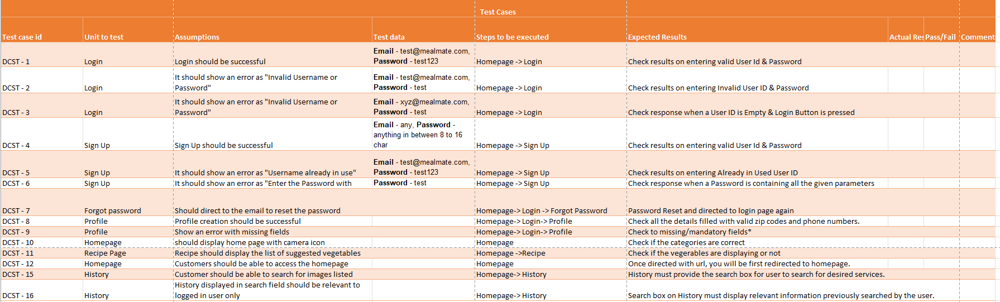 Test Cases
Test case id Unit to test Assumptions Test data Steps to be executed Expected Results Actual Res Pass/Fail Comment
DCST - 1 Login Login should be successful Email - test@mealmate.com, Password - test123 Homepage -> Login Check results on entering valid User Id & Password
DCST - 2 Login It should show an error as "Invalid Username or Password" Email - test@mealmate.com, Password - test Homepage -> Login Check results on entering Invalid User ID & Password
DCST - 3 Login It should show an error as "Invalid Username or Password" Email - xyz@mealmate.com, Password - test Homepage -> Login Check response when a User ID is Empty & Login Button is pressed
DCST - 4 Sign Up Sign Up should be successful Email - any, Password - anything in between 8 to 16 char Homepage -> Sign Up Check results on entering valid User Id & Password
DCST - 5 Sign Up It should show an error as "Username already in use" Email - test@mealmate.com, Password - test123 Homepage -> Sign Up Check results on entering Already in Used User ID
DCST - 6 Sign Up It should show an error as "Enter the Password with Password - test Homepage -> Sign Up Check response when a Password is containing all the given parameters
DCST - 7 Forgot password Should direct to the email to reset the password Homepage-> Login -> Forgot Password Password Reset and directed to login page again
DCST - 8 Profile Profile creation should be successful Homepage-> Login-> Profile Check all the details filled with valid zip codes and phone numbers.
DCST - 9 Profile Show an error with missing fields Homepage-> Login-> Profile Check to missing/mandatory fields*
DCST - 10 Homepage should display home page with camera icon Homepage Check if the categories are correct
DCST - 11 Recipe Page Recipe should display the list of suggested vegetables Homepage ->Recipe Check if the vegerables are displaying or not
DCST - 12 Homepage Customers should be able to access the homepage Homepage Once directed with url, you will be first redirected to homepage.
DCST - 15 History Customer should be able to search for images listed Homepage-> History History must provide the search box for user to search for desired services.
DCST - 16 History History displayed in search field should be relevant to logged in user only Homepage-> History Search box on History must display relevant information previously searched by the user.